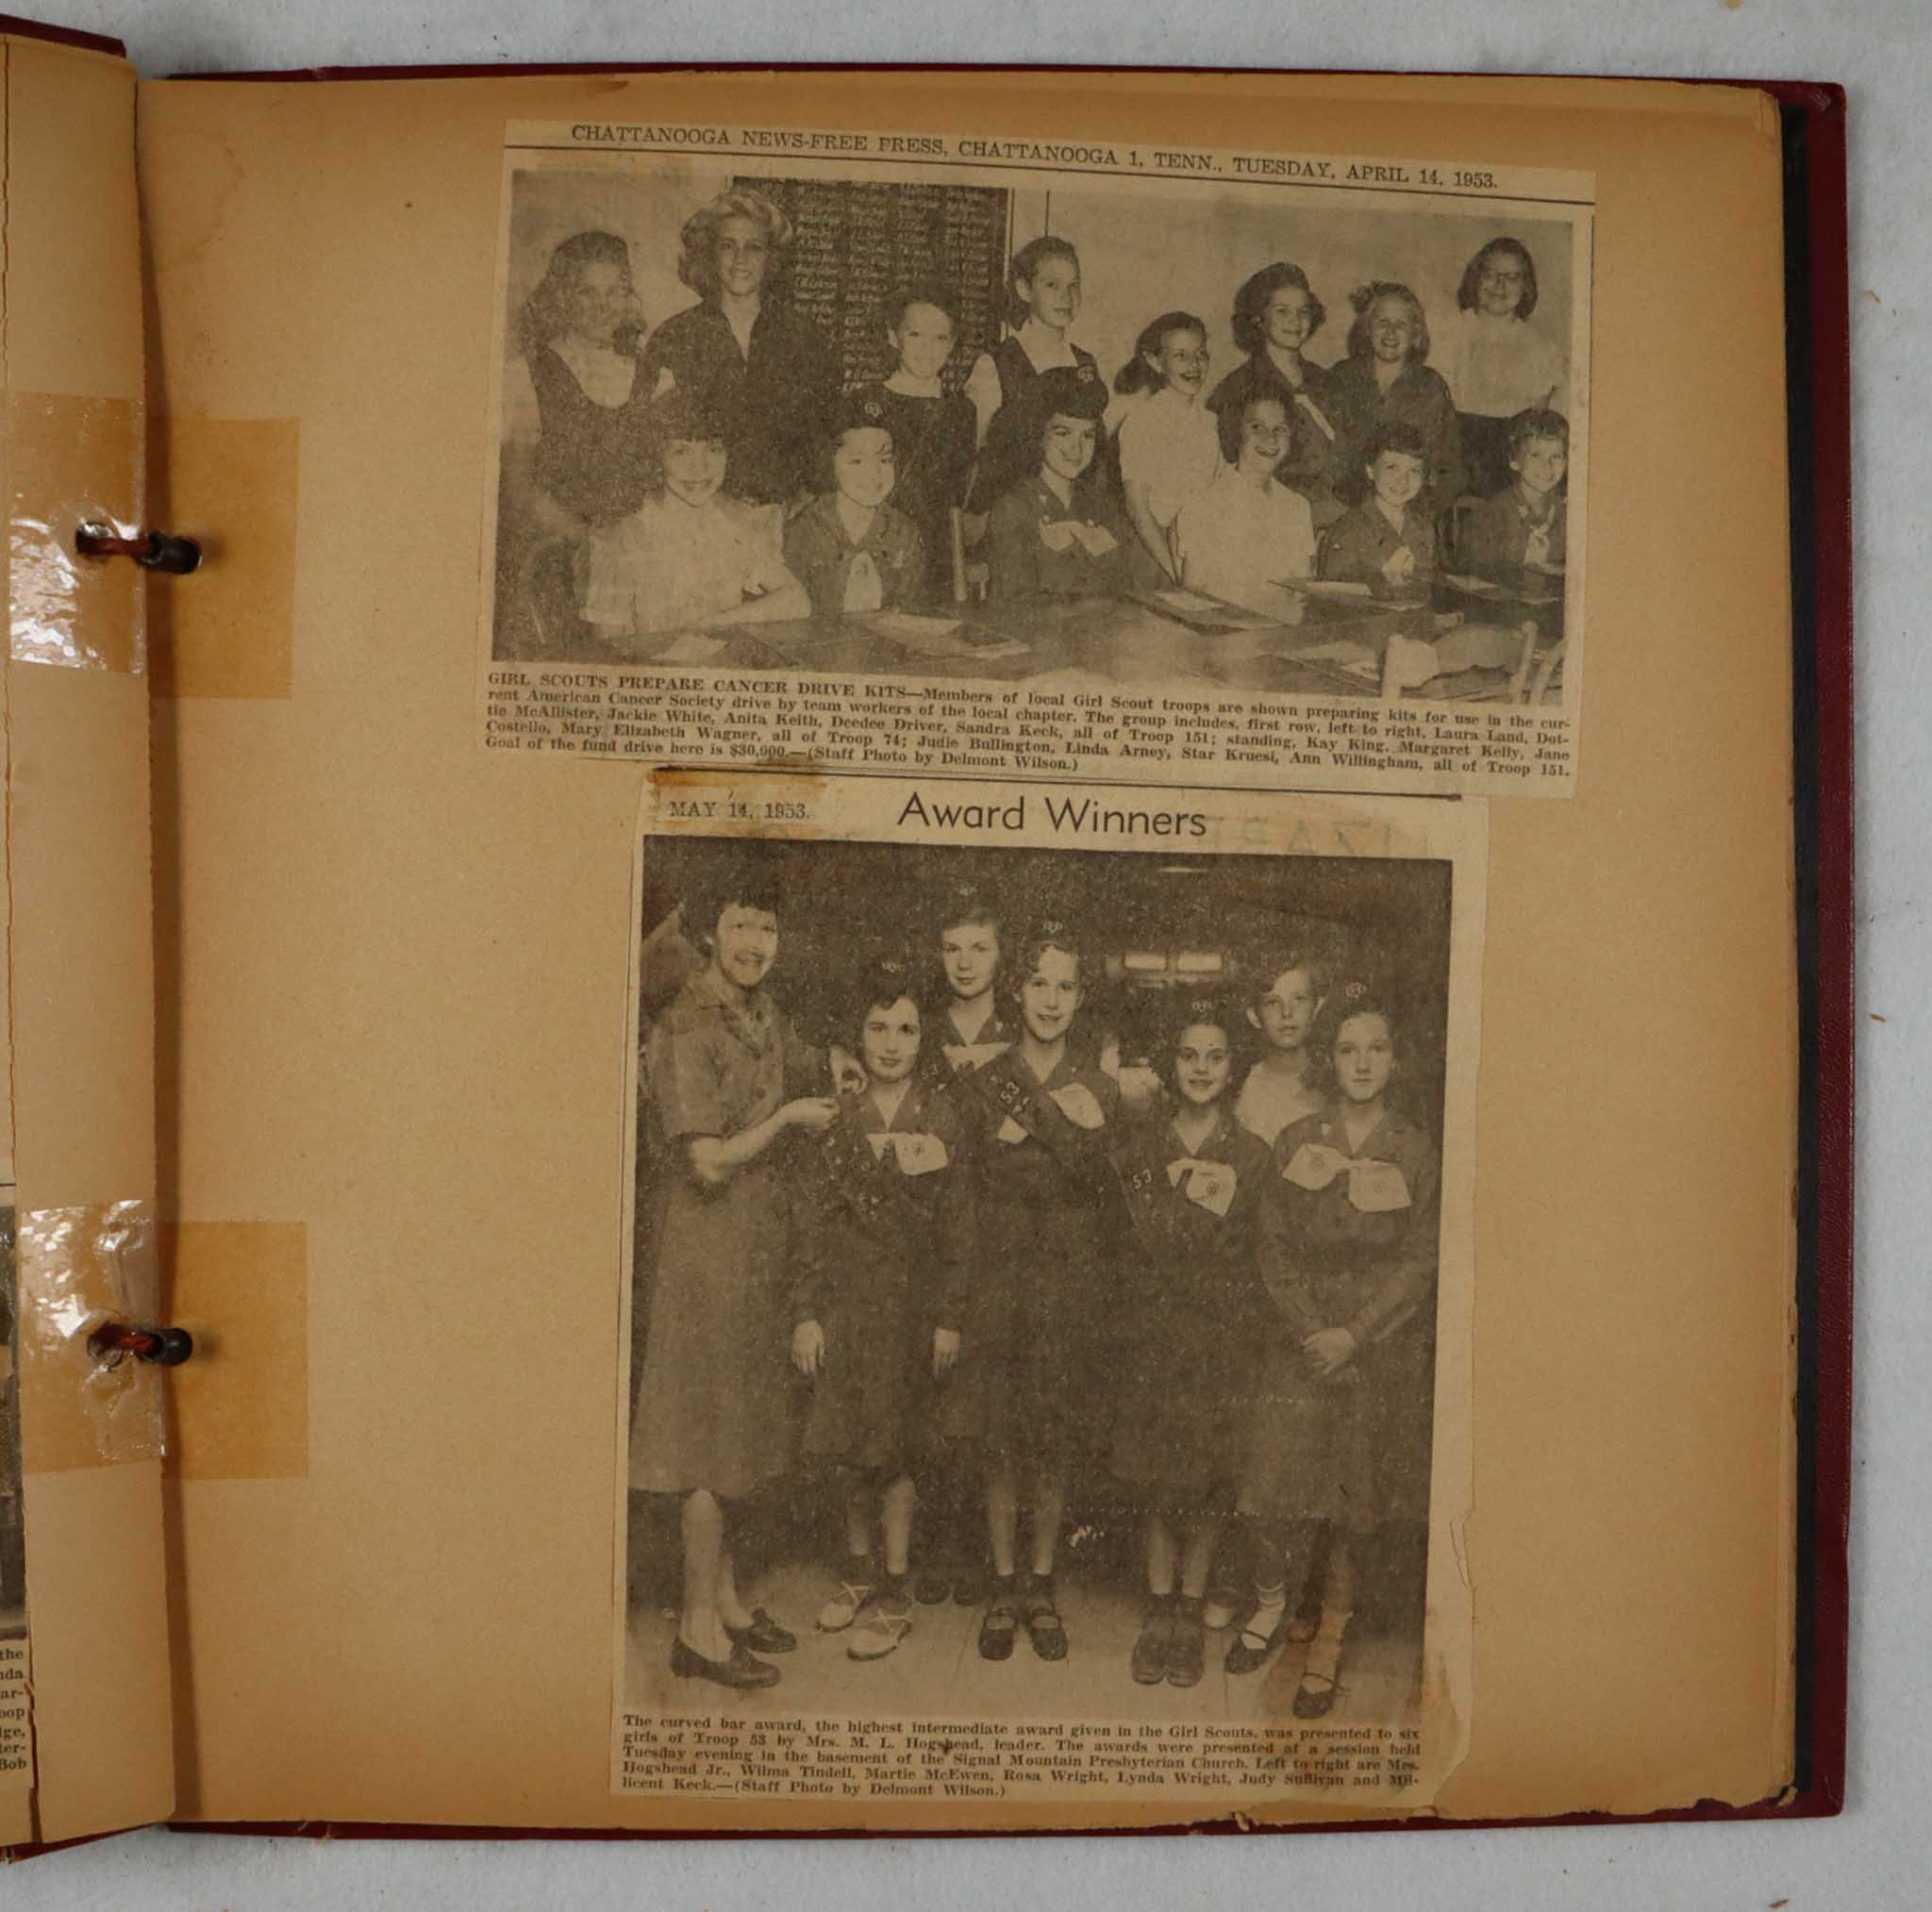 CHATTANOOGA NEWS-FREE PRESS, CHATTANOOGA 1, TENN., TUESDAY, APRIL 14, 1953.
GIRL SCOUTS PREPARE CANCER DRIVE KITS—Members of local Girl Scout troops are shown preparing kits for use in the cur-
rent American Cancer Society drive by team workers of the local chapter. The group includes, first row, left to right, Laura Land, Dot-
tie McAllister, Jackie White, Anita Keith, Deedee Driver, Sandra Keck, all of Troop 151; standing, Kay King, Margaret Kelly, Jane
Costello, Mary Elizabeth Wagner, all of Troop 74; Judie Bullington, Linda Arney, Star Kruesi, Ann Willingham, all of Troop 151.
Goal of the fund drive here is $30,000.—(Staff Photo by Delmont Wilson.)
MAY 14, 1953.
Award Winners
53
53
The curved bar award, the highest intermediate award given in the Girl Scouts, was presented to six
girls of Troop 53 by Mrs. M. L. Hogshead, leader. The awards were presented at a session held
Tuesday evening in the basement of the Signal Mountain Presbyterian Church. Left to right are Mrs.
Hogshead Jr., Wilma Tindell, Martie McEwen, Rosa Wright, Lynda Wright, Judy Sullivan and Mil-
licent Keck.—(Staff Photo by Delmont Wilson.)
the
nda
ar-
oop
dge,
ter-
Bob